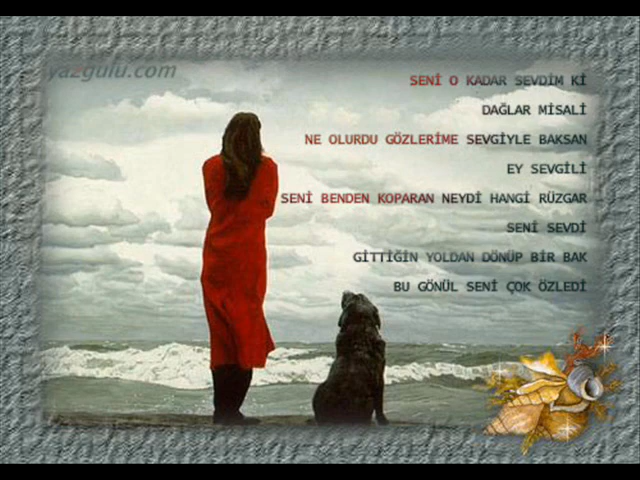 yazgulu.com
SENİ O KADAR SEVDİM Kİ
DAĞLAR MİSALİ
NE OLURDU GÖZLERİME SEVGİYLE BAKSAN
EY SEVGİLİ
SENİ BENDEN KOPARAN NEYDİ HANGİ RÜZGAR
SENİ SEVDİ
GİTTİĞİN YOLDAN DÖNÜP BİR BAK
BU GÖNÜL SENİ ÇOK ÖZLEDİ